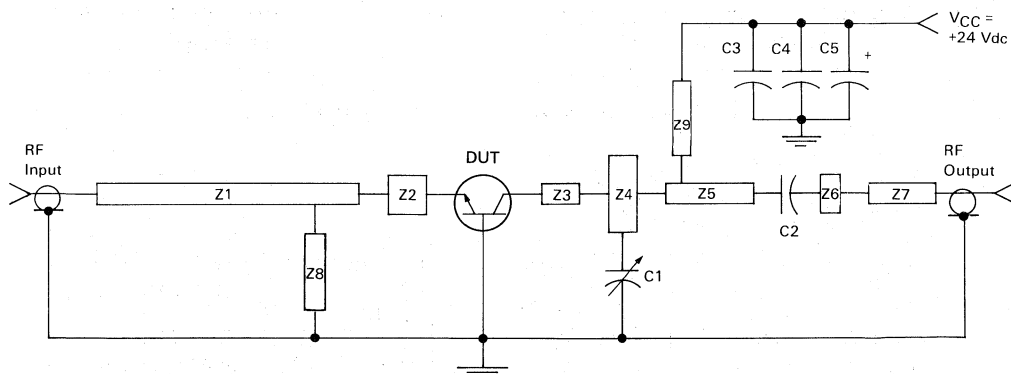 V_CC =
+24 Vdc
C3
C4
C5
+
Z9
RF
Input
DUT
RF
Output
Z1
Z2
Z3
Z4
Z5
Z6
Z7
C2
Z8
C1